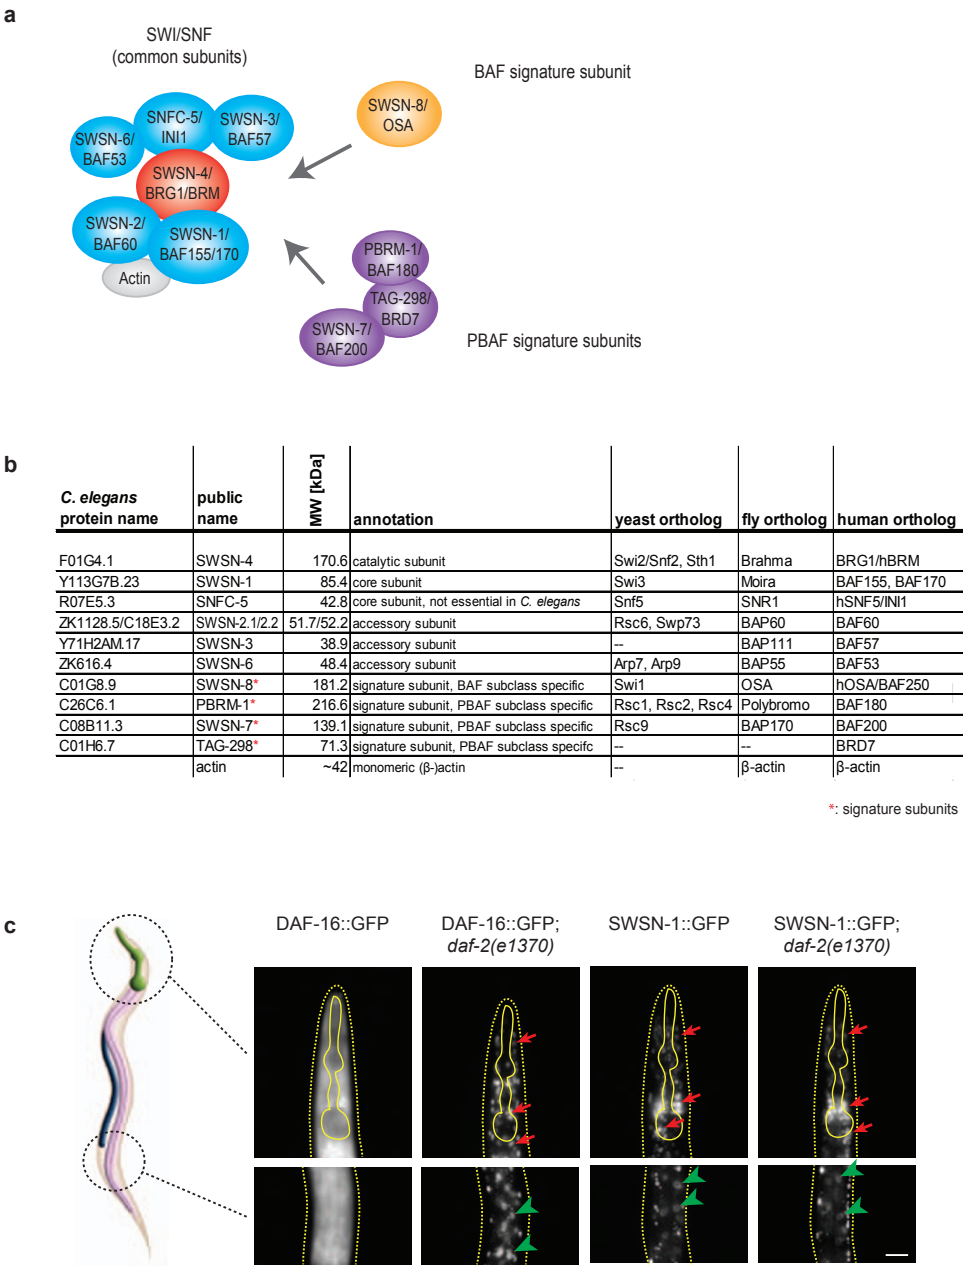 a
SWI/SNF
(common subunits)
BAF signature subunit
SWSN-8/
OSA
SNFC-5/
INI1
SWSN-3/
BAF57
SWSN-6/
BAF53
SWSN-4/
BRG1/BRM
SWSN-2/
BAF60
SWSN-1/
BAF155/170
Actin
PBRM-1/
BAF180
TAG-298/
BRD7
SWSN-7/
BAF200
PBAF signature subunits
b
C. elegans protein name | public name | MW [kDa] | annotation | yeast ortholog | fly ortholog | human ortholog
F01G4.1 | SWSN-4 | 170.6 | catalytic subunit | Swi2/Snf2, Sth1 | Brahma | BRG1/hBRM
Y113G7B.23 | SWSN-1 | 85.4 | core subunit | Swi3 | Moira | BAF155, BAF170
R07E5.3 | SNFC-5 | 42.8 | core subunit, not essential in C. elegans | Snf5 | SNR1 | hSNF5/INI1
ZK1128.5/C18E3.2 | SWSN-2.1/2.2 | 51.7/52.2 | accessory subunit | Rsc6, Swp73 | BAP60 | BAF60
Y71H2AM.17 | SWSN-3 | 38.9 | accessory subunit | -- | BAP111 | BAF57
ZK616.4 | SWSN-6 | 48.4 | accessory subunit | Arp7, Arp9 | BAP55 | BAF53
C01G8.9 | SWSN-8* | 181.2 | signature subunit, BAF subclass specific | Swi1 | OSA | hOSA/BAF250
C26C6.1 | PBRM-1* | 216.6 | signature subunit, PBAF subclass specific | Rsc1, Rsc2, Rsc4 | Polybromo | BAF180
C08B11.3 | SWSN-7* | 139.1 | signature subunit, PBAF subclass specific | Rsc9 | BAP170 | BAF200
C01H6.7 | TAG-298* | 71.3 | signature subunit, PBAF subclass specifc | -- | -- | BRD7
actin | ~42 | monomeric (β-)actin | -- | β-actin | β-actin
*: signature subunits
c
DAF-16::GFP
DAF-16::GFP;
daf-2(e1370)
SWSN-1::GFP
SWSN-1::GFP;
daf-2(e1370)